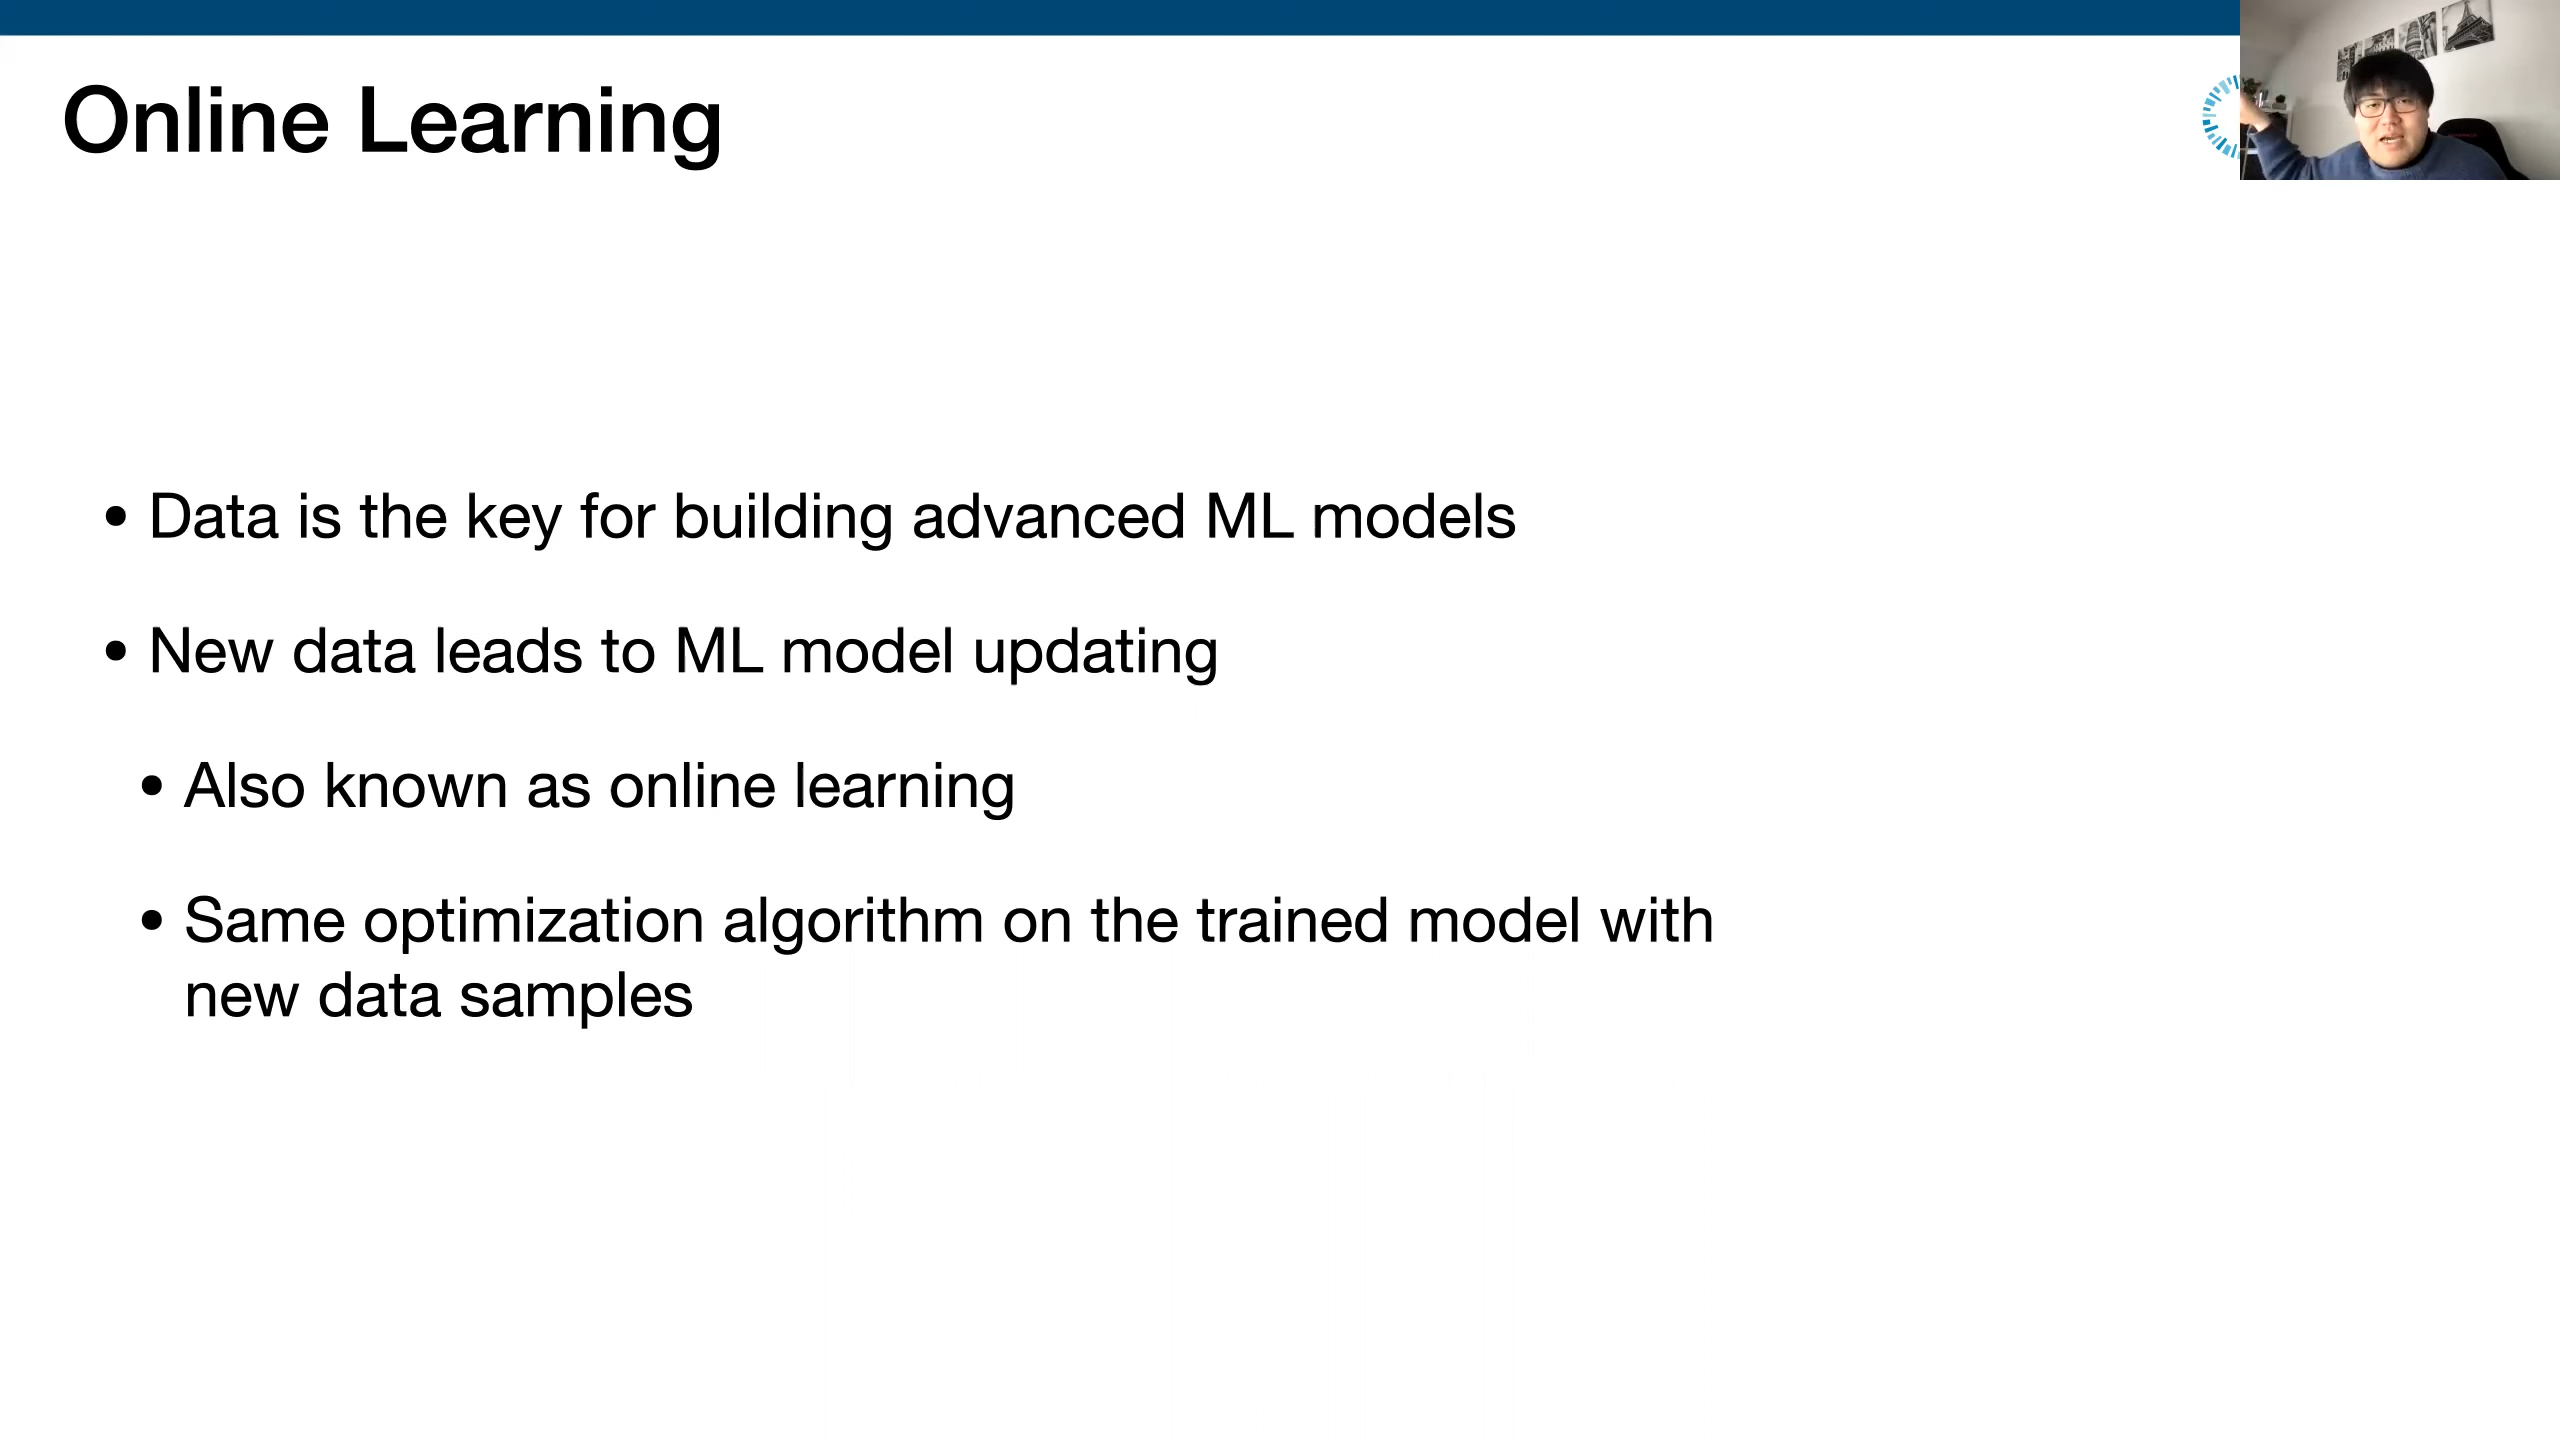 Online Learning
• Data is the key for building advanced ML models
• New data leads to ML model updating
• Also known as online learning
• Same optimization algorithm on the trained model with
new data samples